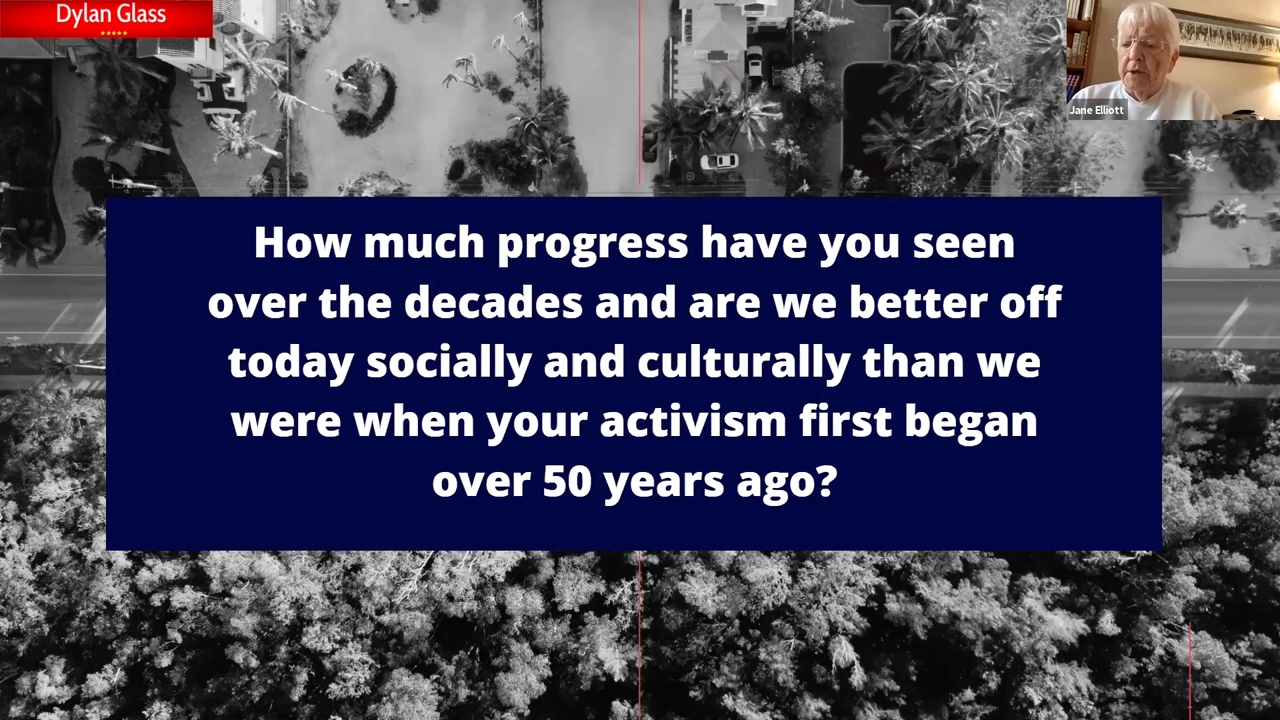 Dylan Glass
Jane Elliott
How much progress have you seen
over the decades and are we better off
today socially and culturally than we
were when your activism first began
over 50 years ago?